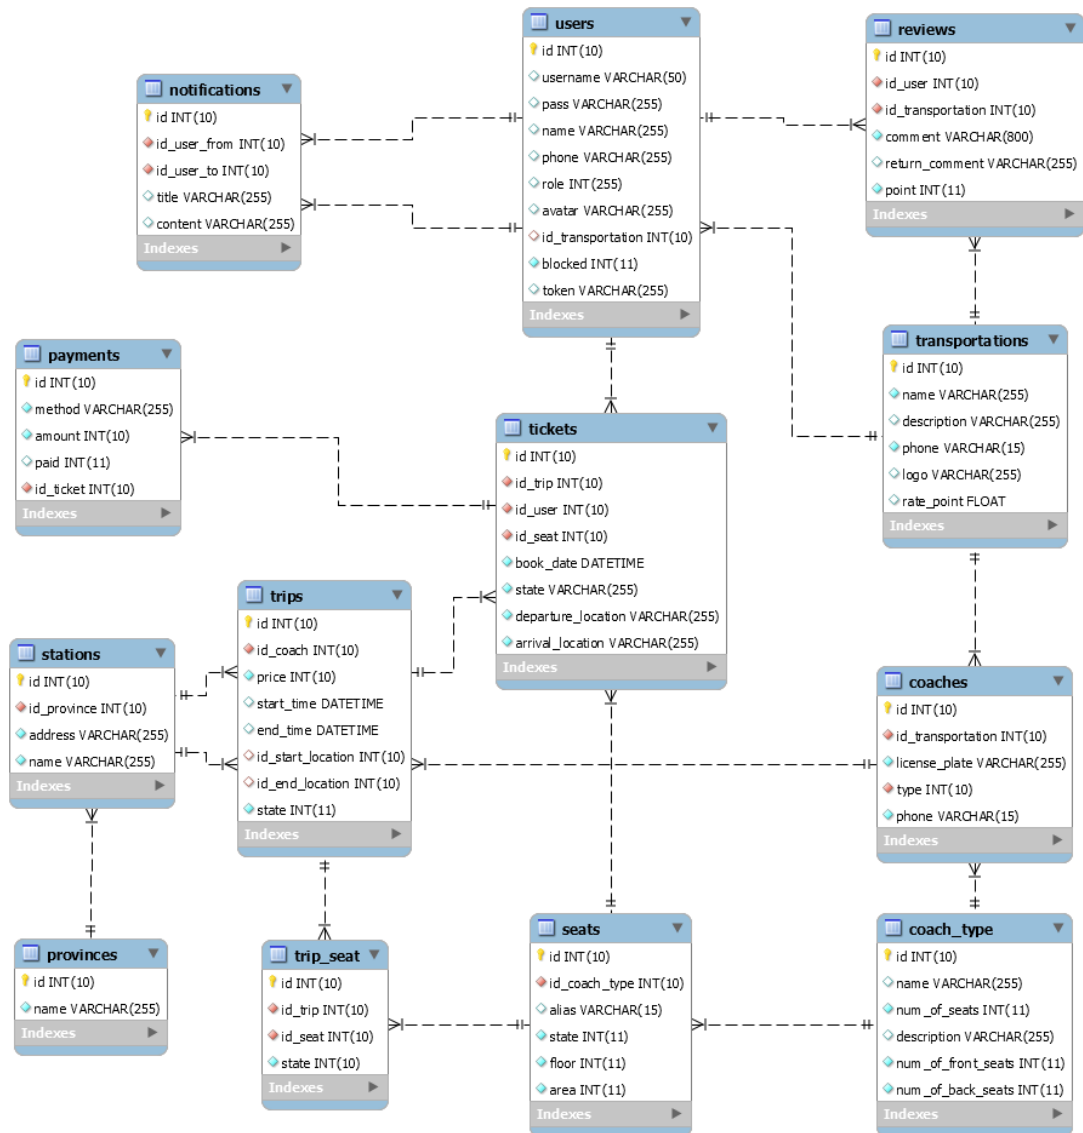 users
id INT(10)
username VARCHAR(50)
pass VARCHAR(255)
name VARCHAR(255)
phone VARCHAR(255)
role INT(255)
avatar VARCHAR(255)
id_transportation INT(10)
blocked INT(11)
token VARCHAR(255)
Indexes
reviews
id INT(10)
id_user INT(10)
id_transportation INT(10)
comment VARCHAR(800)
return_comment VARCHAR(255)
point INT(11)
Indexes
notifications
id INT(10)
id_user_from INT(10)
id_user_to INT(10)
title VARCHAR(255)
content VARCHAR(255)
Indexes
payments
id INT(10)
method VARCHAR(255)
amount INT(10)
paid INT(11)
id_ticket INT(10)
Indexes
transportations
id INT(10)
name VARCHAR(255)
description VARCHAR(255)
phone VARCHAR(15)
logo VARCHAR(255)
rate_point FLOAT
Indexes
tickets
id INT(10)
id_trip INT(10)
id_user INT(10)
id_seat INT(10)
book_date DATETIME
state VARCHAR(255)
departure_location VARCHAR(255)
arrival_location VARCHAR(255)
Indexes
trips
id INT(10)
id_coach INT(10)
price INT(10)
start_time DATETIME
end_time DATETIME
id_start_location INT(10)
id_end_location INT(10)
state INT(11)
Indexes
stations
id INT(10)
id_province INT(10)
address VARCHAR(255)
name VARCHAR(255)
Indexes
coaches
id INT(10)
id_transportation INT(10)
license_plate VARCHAR(255)
type INT(10)
phone VARCHAR(15)
Indexes
provinces
id INT(10)
name VARCHAR(255)
Indexes
trip_seat
id INT(10)
id_trip INT(10)
id_seat INT(10)
state INT(10)
Indexes
seats
id INT(10)
id_coach_type INT(10)
alias VARCHAR(15)
state INT(11)
floor INT(11)
area INT(11)
Indexes
coach_type
id INT(10)
name VARCHAR(255)
num_of_seats INT(11)
description VARCHAR(255)
num_of_front_seats INT(11)
num_of_back_seats INT(11)
Indexes